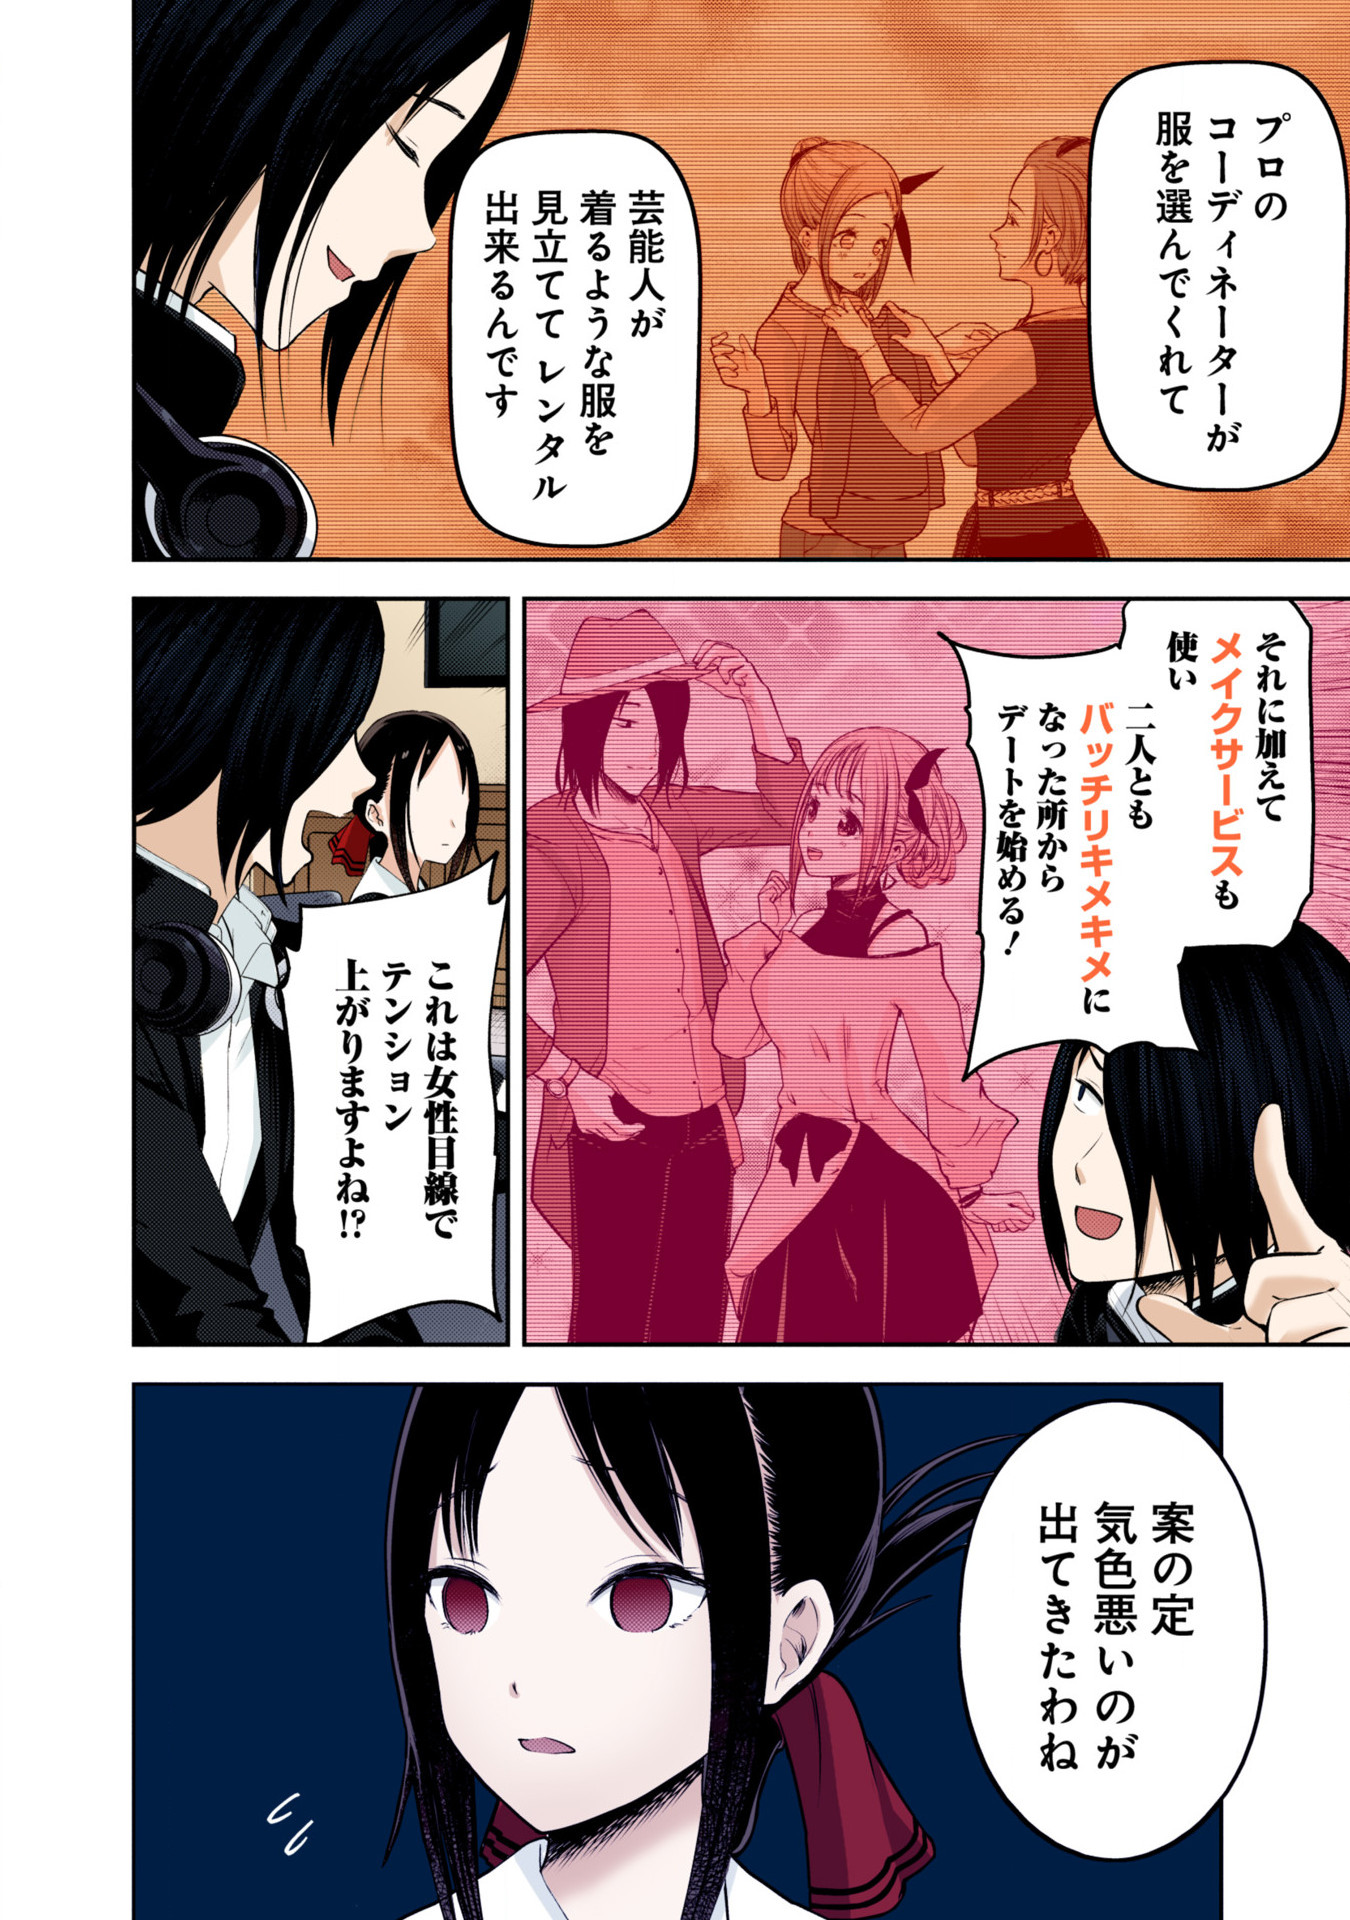 プロの
コーディネーターが
服を選んでくれて
芸能人が
着るような服を
見立ててレンタル
出来るんです
それに加えて
メイクサービスも
使い
二人とも
バッチリキメキメに
なった所から
デートを始める!
これは女性目線で
テンション
上がりますよね!?
案の定
気色悪いのが
出てきたわね